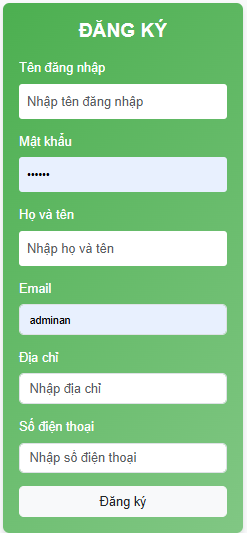 ĐĂNG KÝ
Tên đăng nhập
Nhập tên đăng nhập
Mật khẩu
••••••
Họ và tên
Nhập họ và tên
Email
adminan
Địa chỉ
Nhập địa chỉ
Số điện thoại
Nhập số điện thoại
Đăng ký